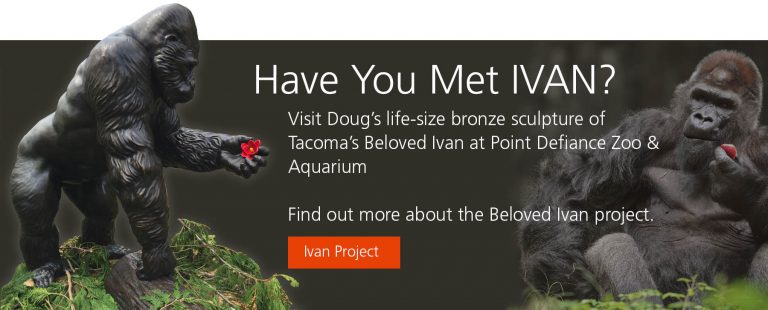 Have You Met IVAN?
Visit Doug's life-size bronze sculpture of
Tacoma's Beloved Ivan at Point Defiance Zoo &
Aquarium
Find out more about the Beloved Ivan project.
Ivan Project